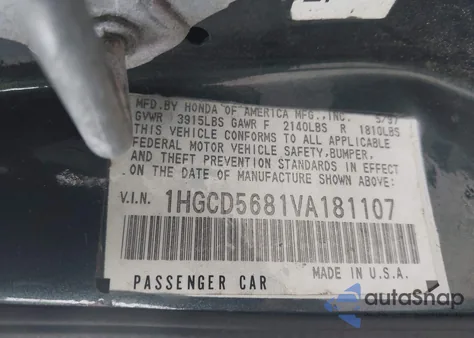 MFD.BY HONDA OF AMERICA MFG.,INC. 5/97
GVWR 3915LBS GAWR F 2140LBS R 1810LBS
THIS VEHICLE CONFORMS TO ALL APPLICABLE
FEDERAL MOTOR VEHICLE SAFETY, BUMPER,
AND THEFT PREVENTION STANDARDS IN EFFECT
ON THE DATE OF MANUFACTURE SHOWN ABOVE:
V.I.N. 1HGCD5681VA181107
PASSENGER CAR MADE IN U.S.A.
autoSnap